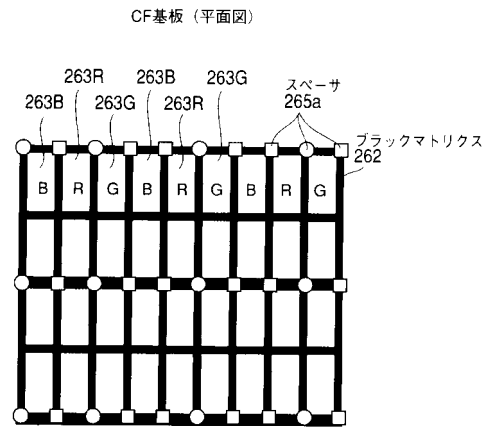 CF基板（平面図）
263R 263B 263G スペーサ
263B 263G 263R 265a
ブラックマトリクス
262
B R G B R G B R G